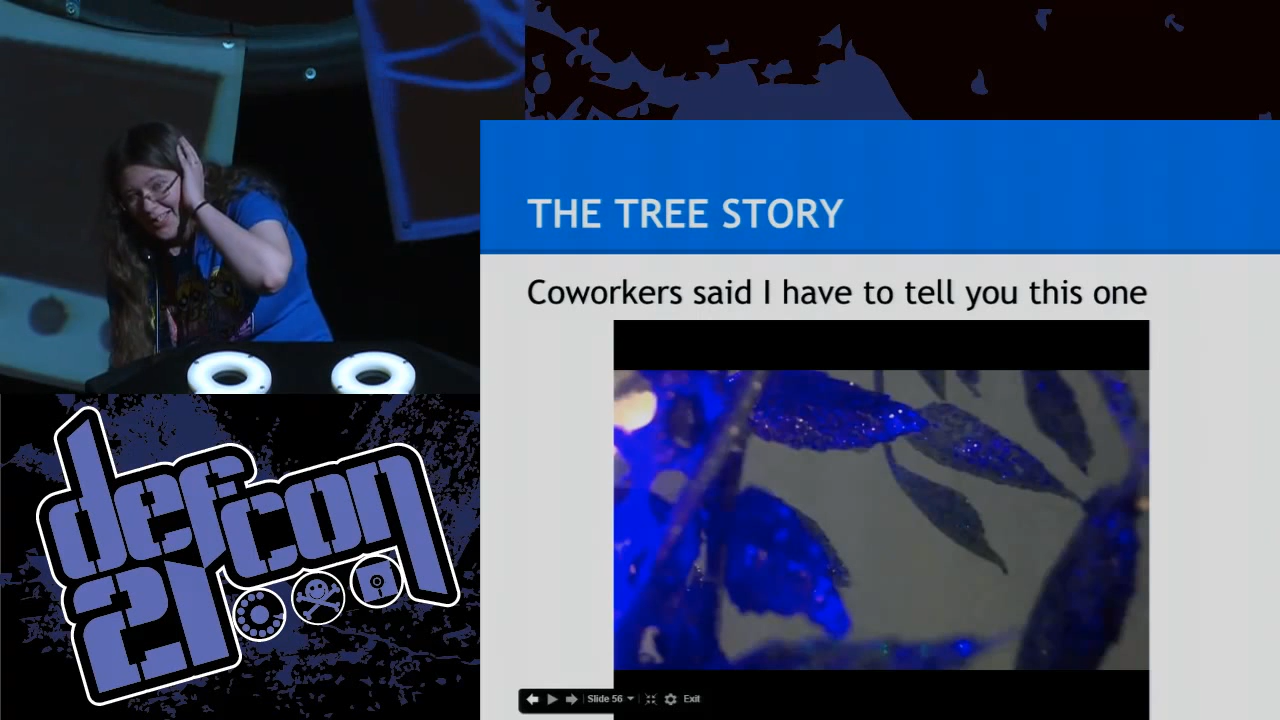 THE TREE STORY
Coworkers said I have to tell you this one
defcon
21
Slide 56
Exit